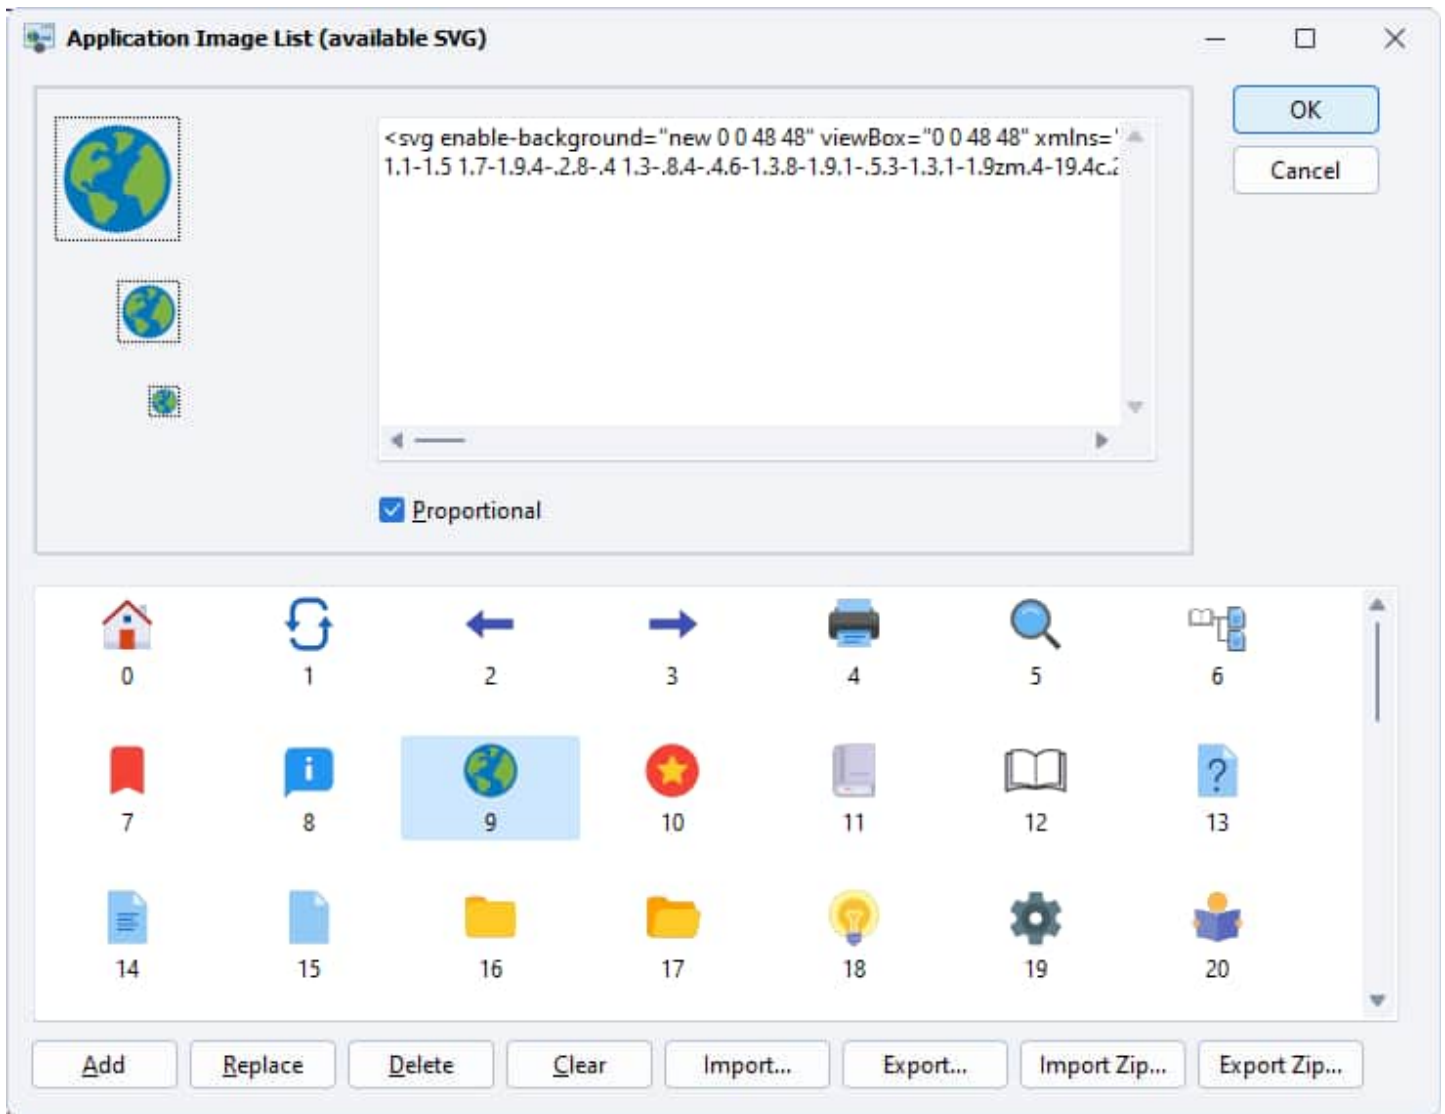 Application Image List (available SVG)
OK
Cancel
<svg enable-background="new 0 0 48 48" viewBox="0 0 48 48" xmlns="
1.1-1.5 1.7-1.9.4-.2.8-.4 1.3-.8.4-.4.6-1.3.8-1.9.1-.5.3-1.3.1-1.9zm.4-19.4c.2
Proportional
0 1 2 3 4 5 6
7 8 9 10 11 12 13
14 15 16 17 18 19 20
Add Replace Delete Clear Import... Export... Import Zip... Export Zip...